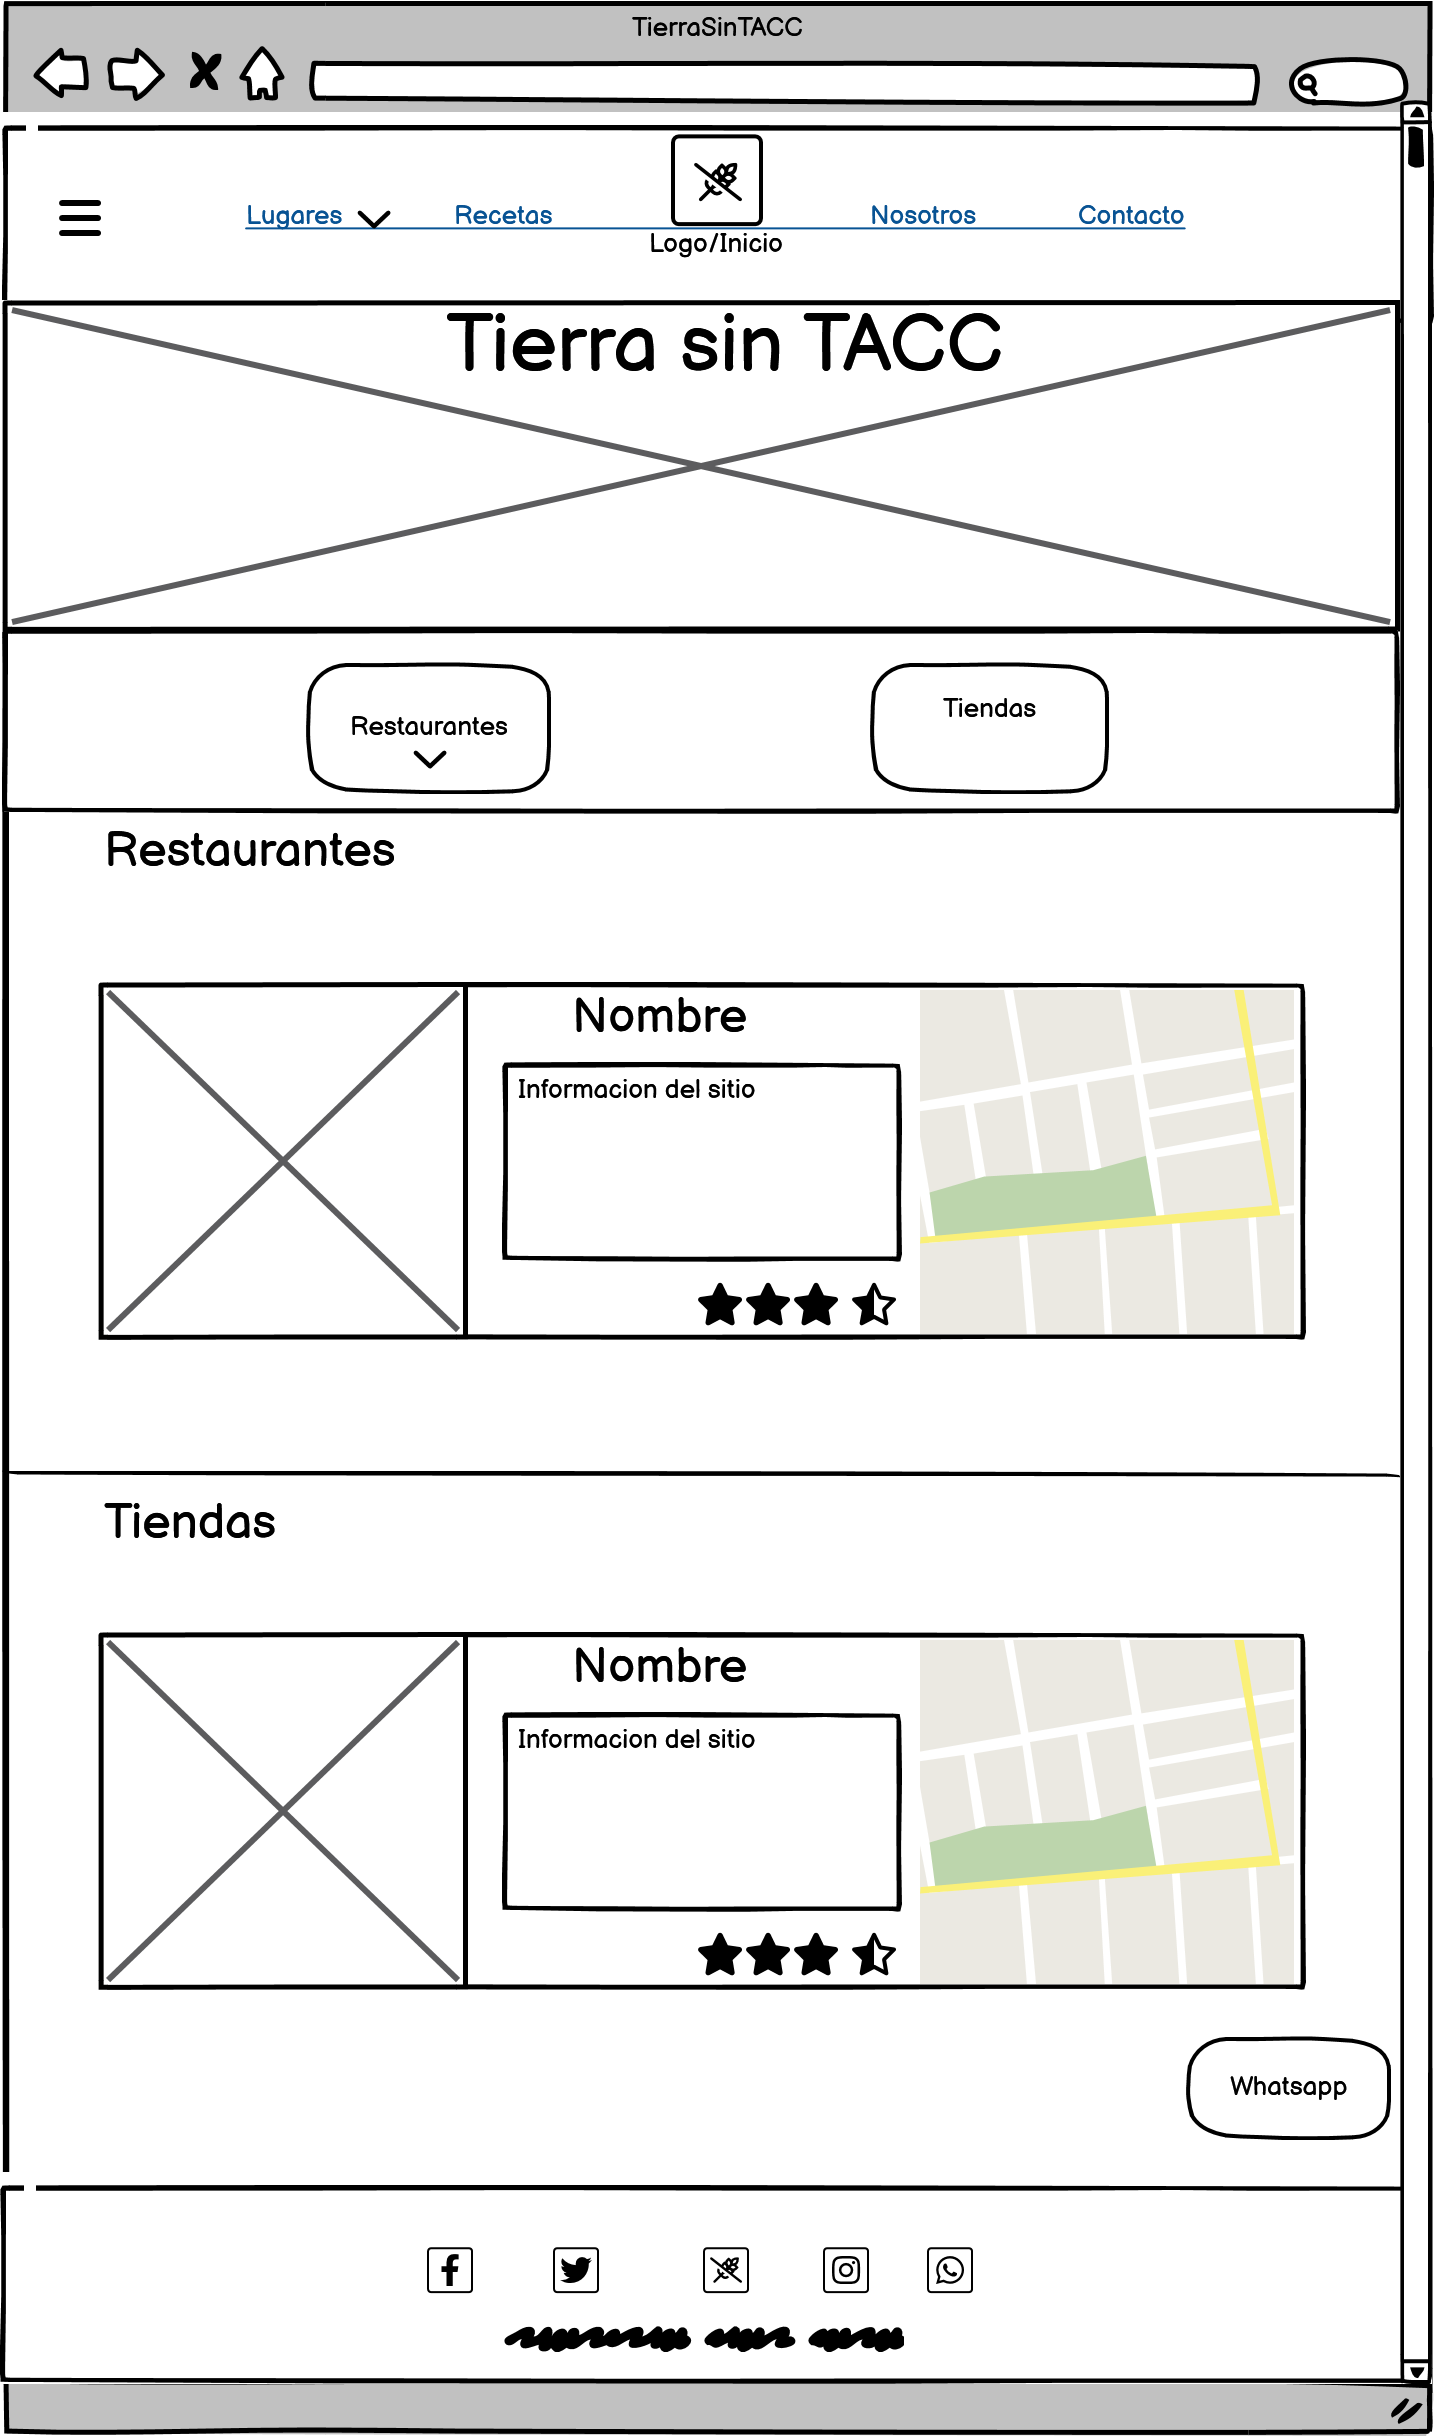 TierraSinTACC
Lugares Recetas Nosotros Contacto
Logo/Inicio
Tierra sin TACC
Restaurantes
Tiendas
Restaurantes
Nombre
Informacion del sitio
Tiendas
Nombre
Informacion del sitio
Whatsapp